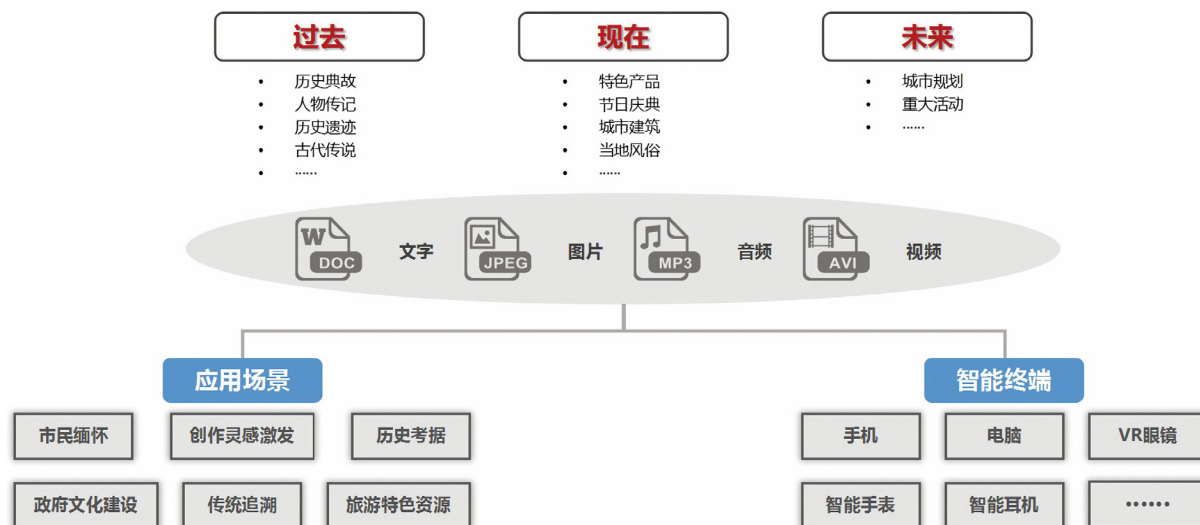 过去 现在 未来
• 历史典故
• 人物传记
• 历史遗迹
• 古代传说
• ······
• 特色产品
• 节日庆典
• 城市建筑
• 当地风俗
• ······
• 城市规划
• 重大活动
• ······
W DOC 文字 JPEG 图片 MP3 音频 AVI 视频
应用场景 智能终端
市民缅怀 创作灵感激发 历史考据
手机 电脑 VR眼镜
政府文化建设 传统追溯 旅游特色资源
智能手表 智能耳机 ······